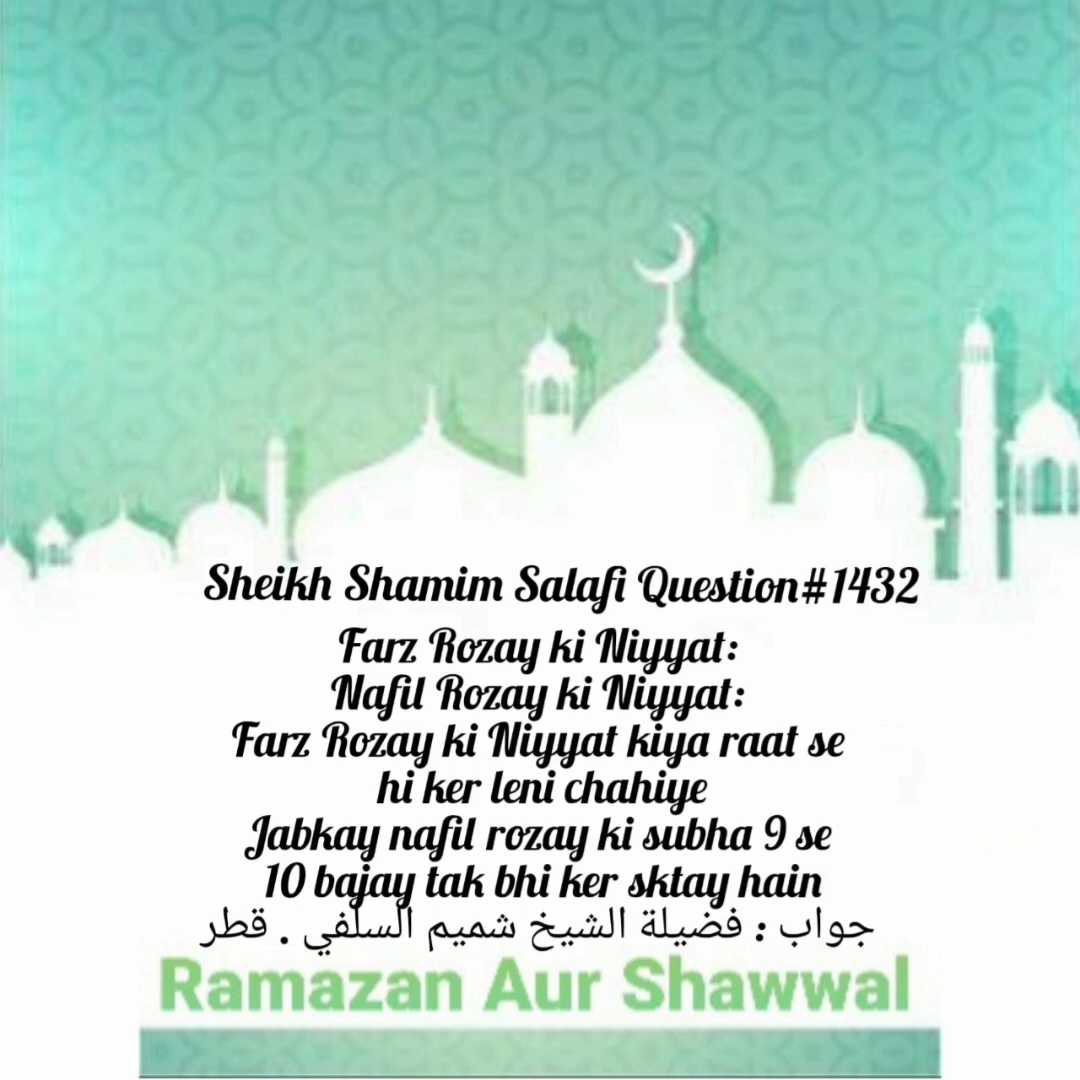 Sheikh Shamim Salafi Question#1432
Farz Rozay ki Niyyat:
Nafil Rozay ki Niyyat:
Farz Rozay ki Niyyat kiya raat se
hi ker leni chahiye
Jabkay nafil rozay ki subha 9 se
10 bajay tak bhi ker sktay hain
جواب : فضيلة الشيخ شميم السلفي . قطر
Ramazan Aur Shawwal